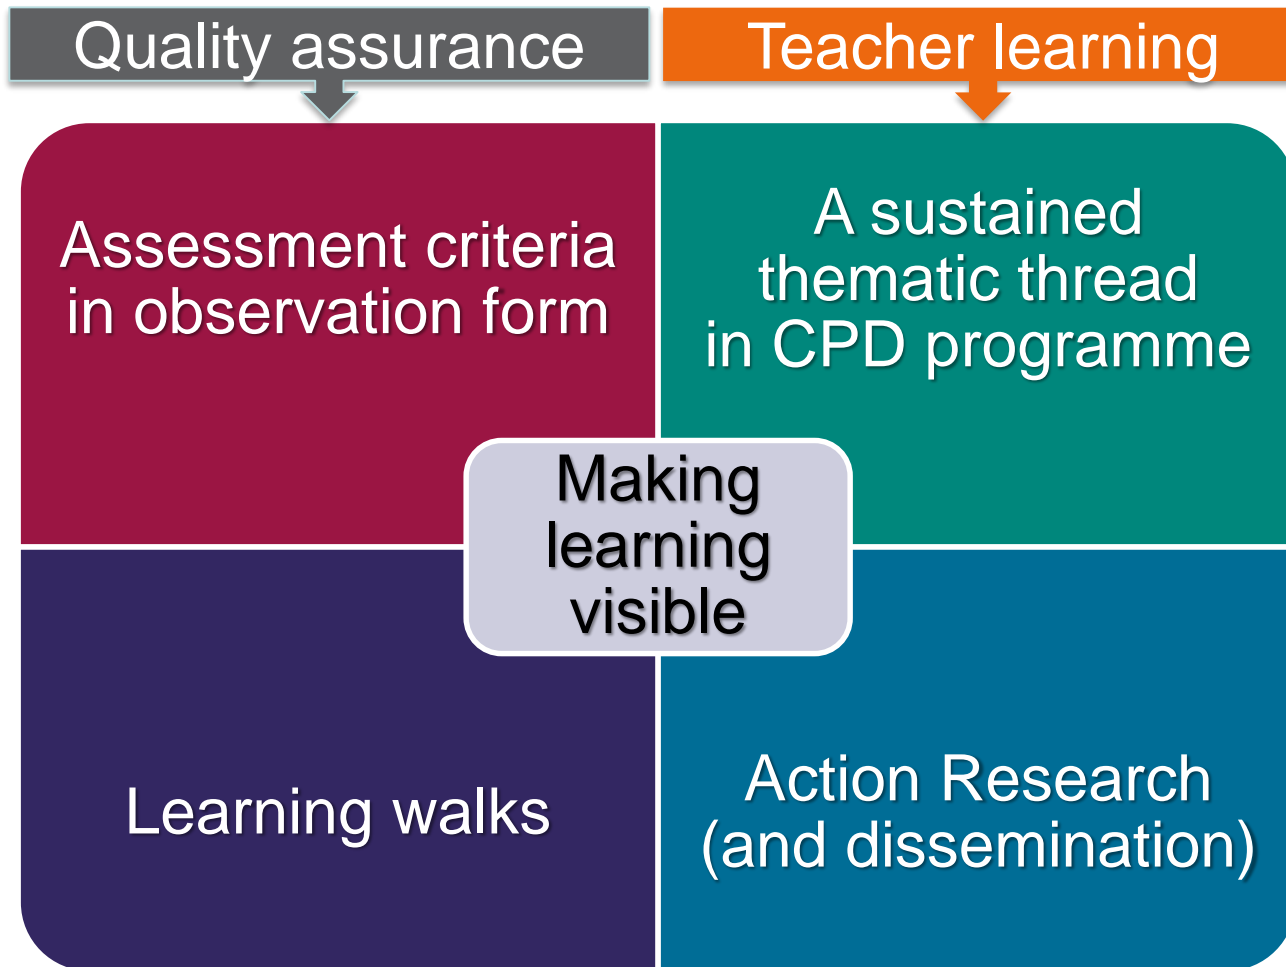 Quality assurance
Teacher learning
Assessment criteria
in observation form
A sustained
thematic thread
in CPD programme
Making
learning
visible
Learning walks
Action Research
(and dissemination)